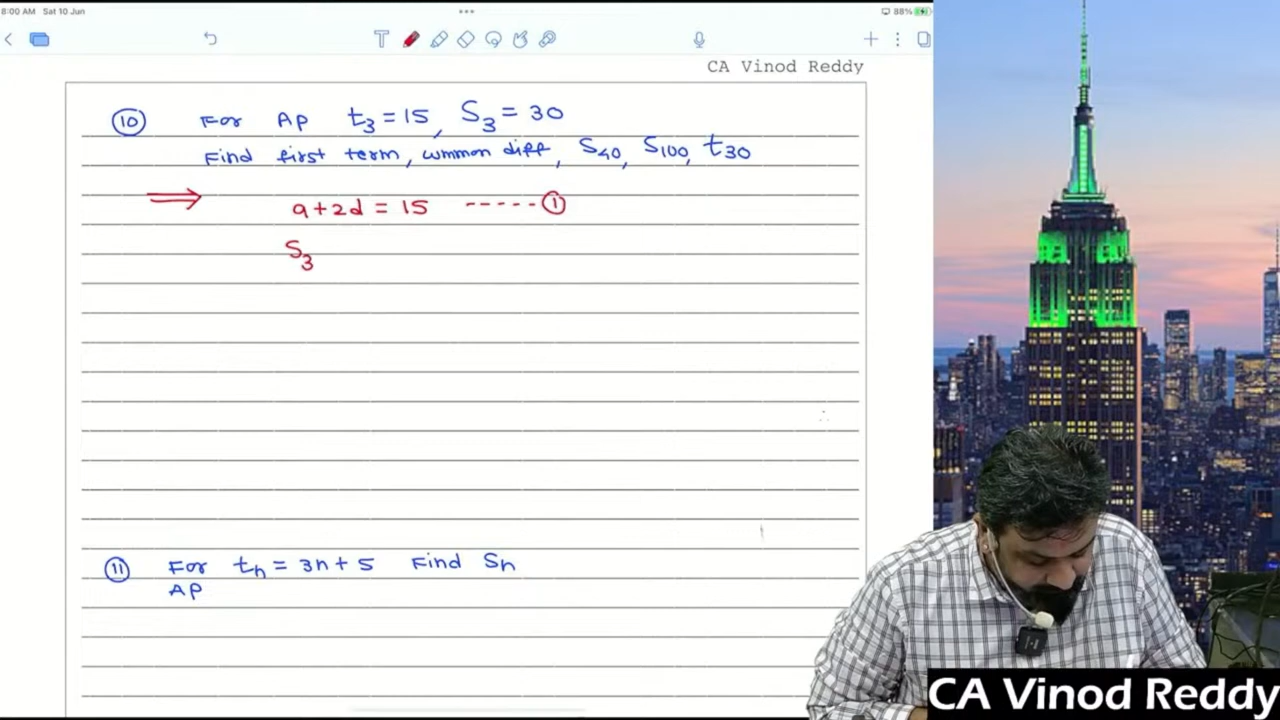 8:00 AM Sat 10 Jun
88%
T
CA Vinod Reddy
10 For AP t₃ = 15, S₃ = 30
Find first term, common diff, S₄₀, S₁₀₀, t₃₀
⟹ a + 2d = 15 ----- 1
S₃
11 For tₙ = 3n + 5 Find Sₙ
AP
CA Vinod Reddy